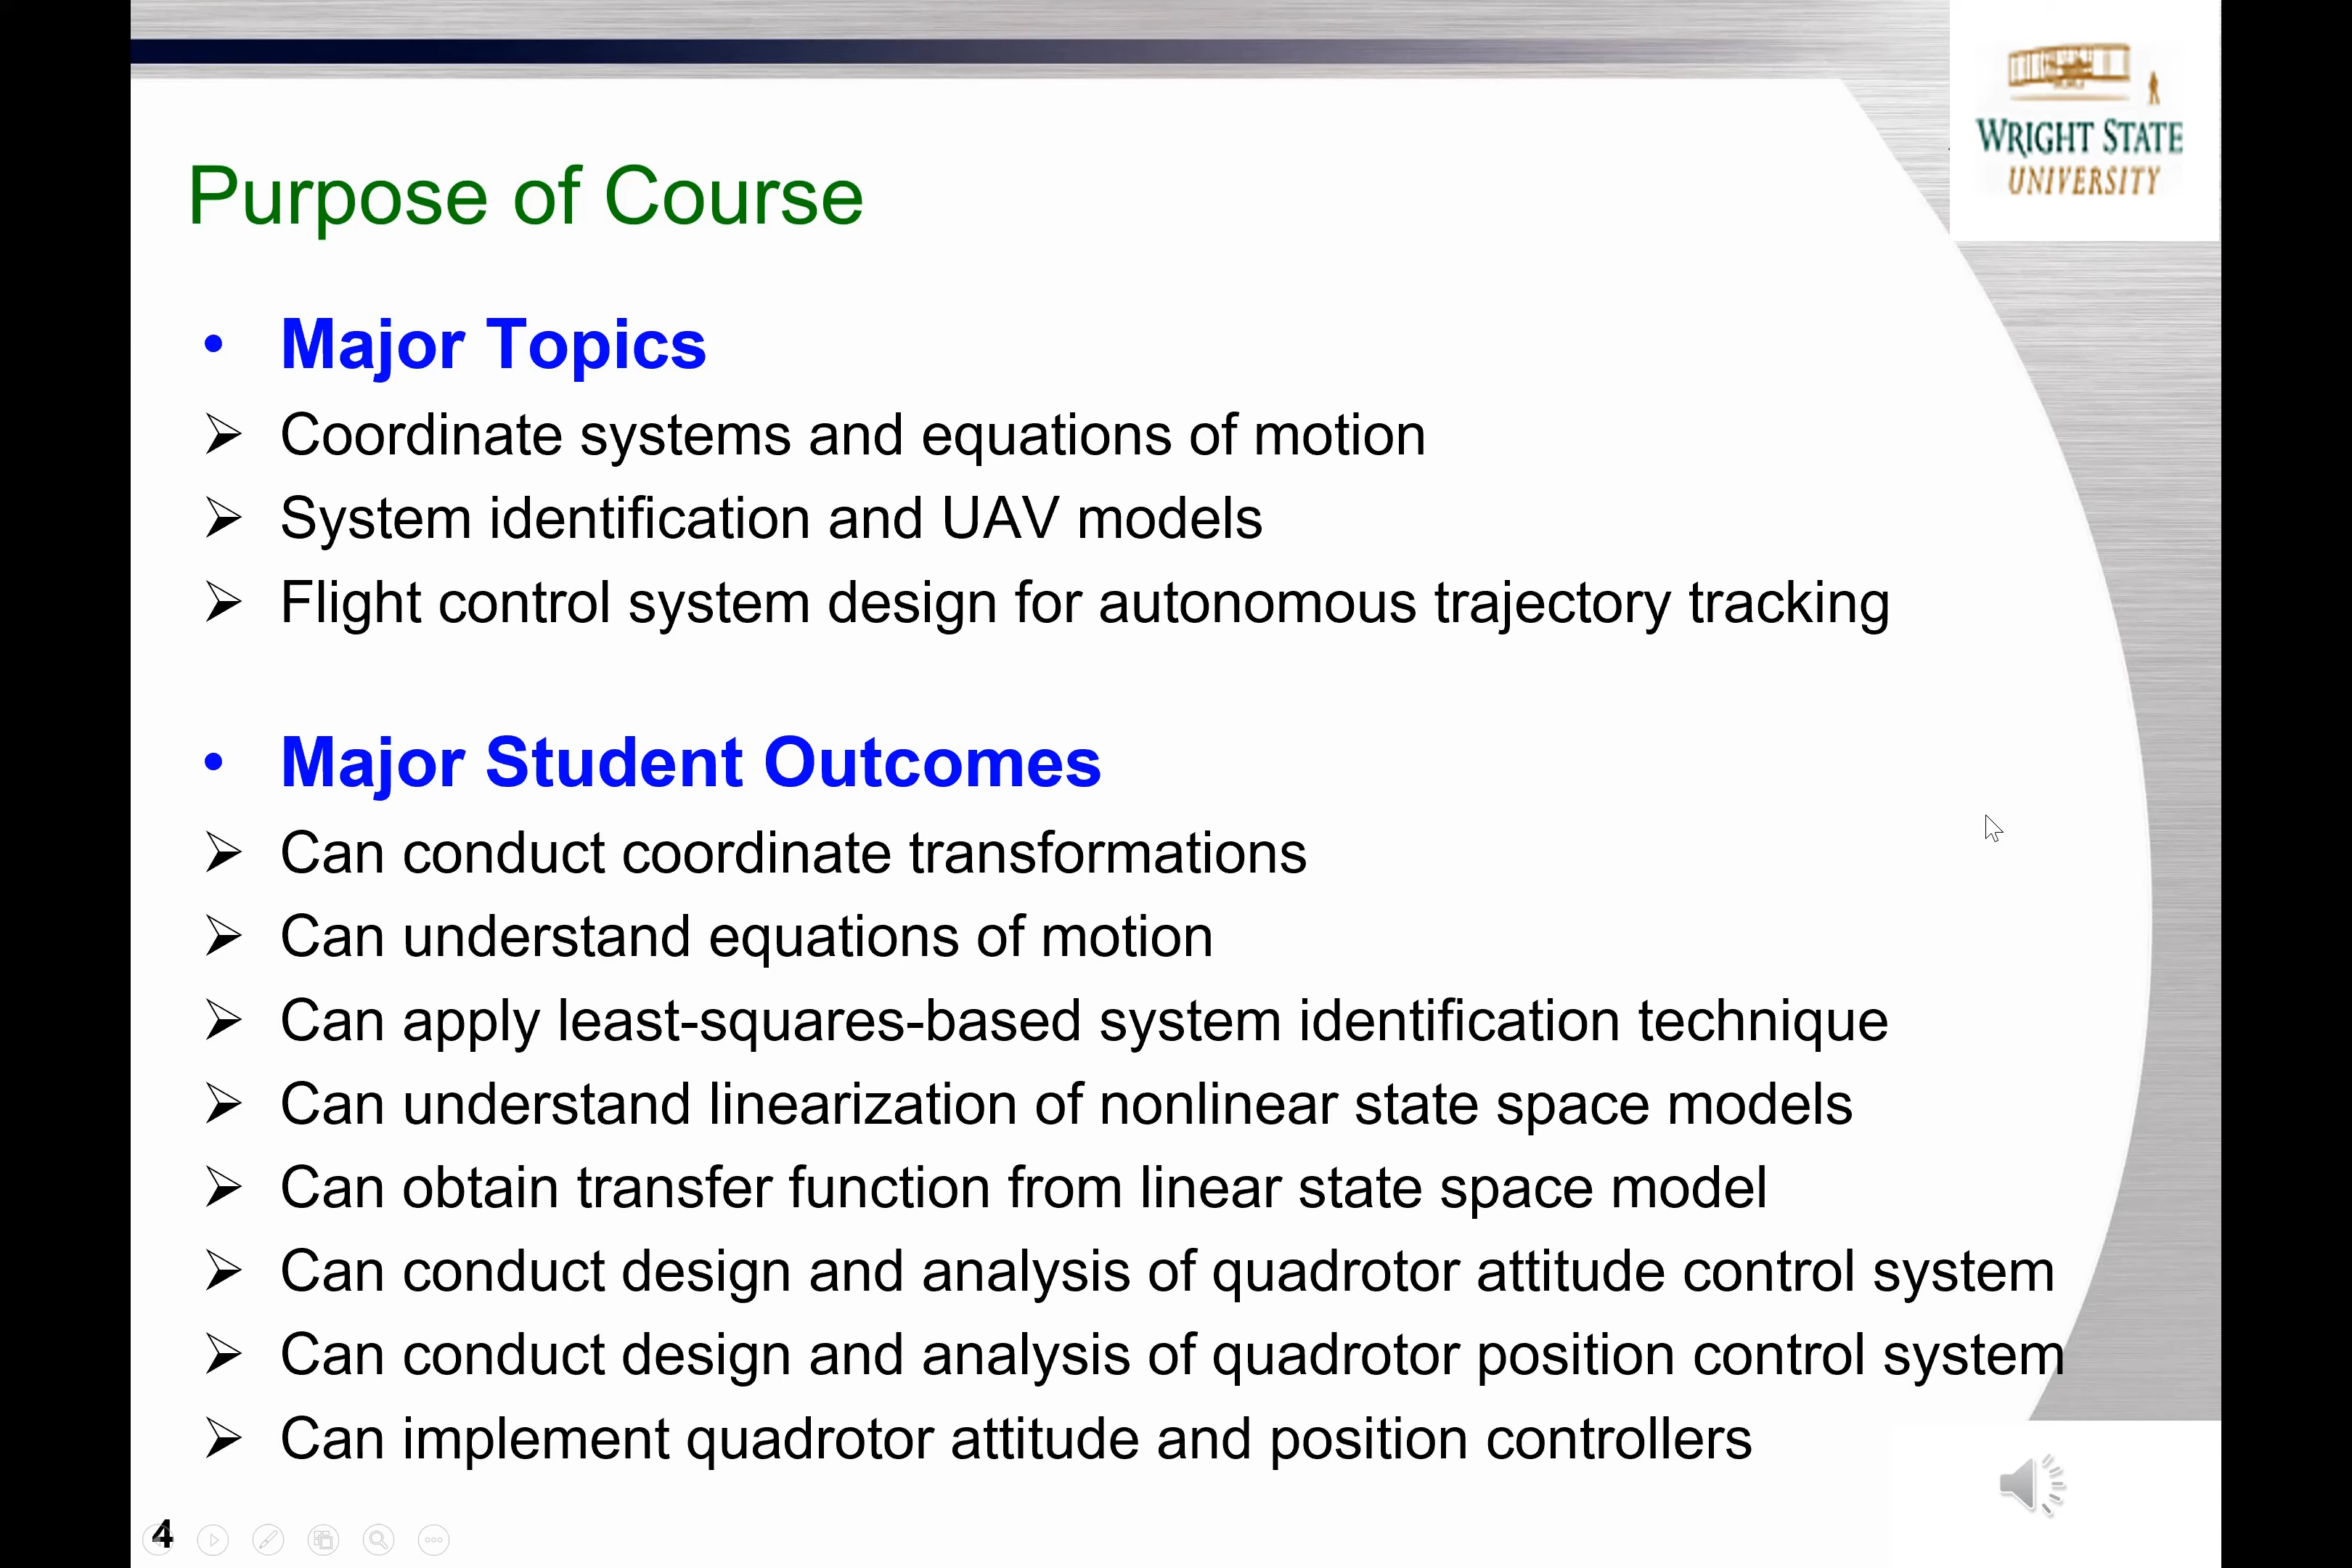 WRIGHT STATE
UNIVERSITY
Purpose of Course
• Major Topics
➢ Coordinate systems and equations of motion
➢ System identification and UAV models
➢ Flight control system design for autonomous trajectory tracking
• Major Student Outcomes
➢ Can conduct coordinate transformations
➢ Can understand equations of motion
➢ Can apply least-squares-based system identification technique
➢ Can understand linearization of nonlinear state space models
➢ Can obtain transfer function from linear state space model
➢ Can conduct design and analysis of quadrotor attitude control system
➢ Can conduct design and analysis of quadrotor position control system
➢ Can implement quadrotor attitude and position controllers
4